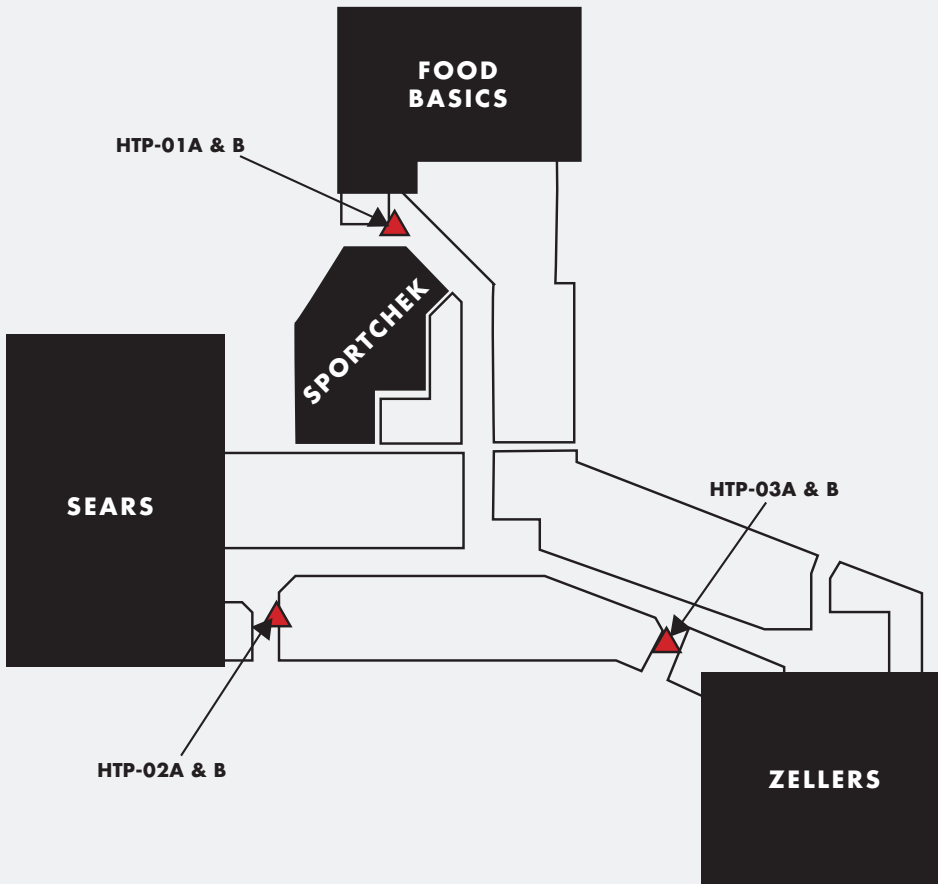 FOOD
BASICS
HTP-01A & B
SPORTCHEK
SEARS
HTP-03A & B
HTP-02A & B
ZELLERS